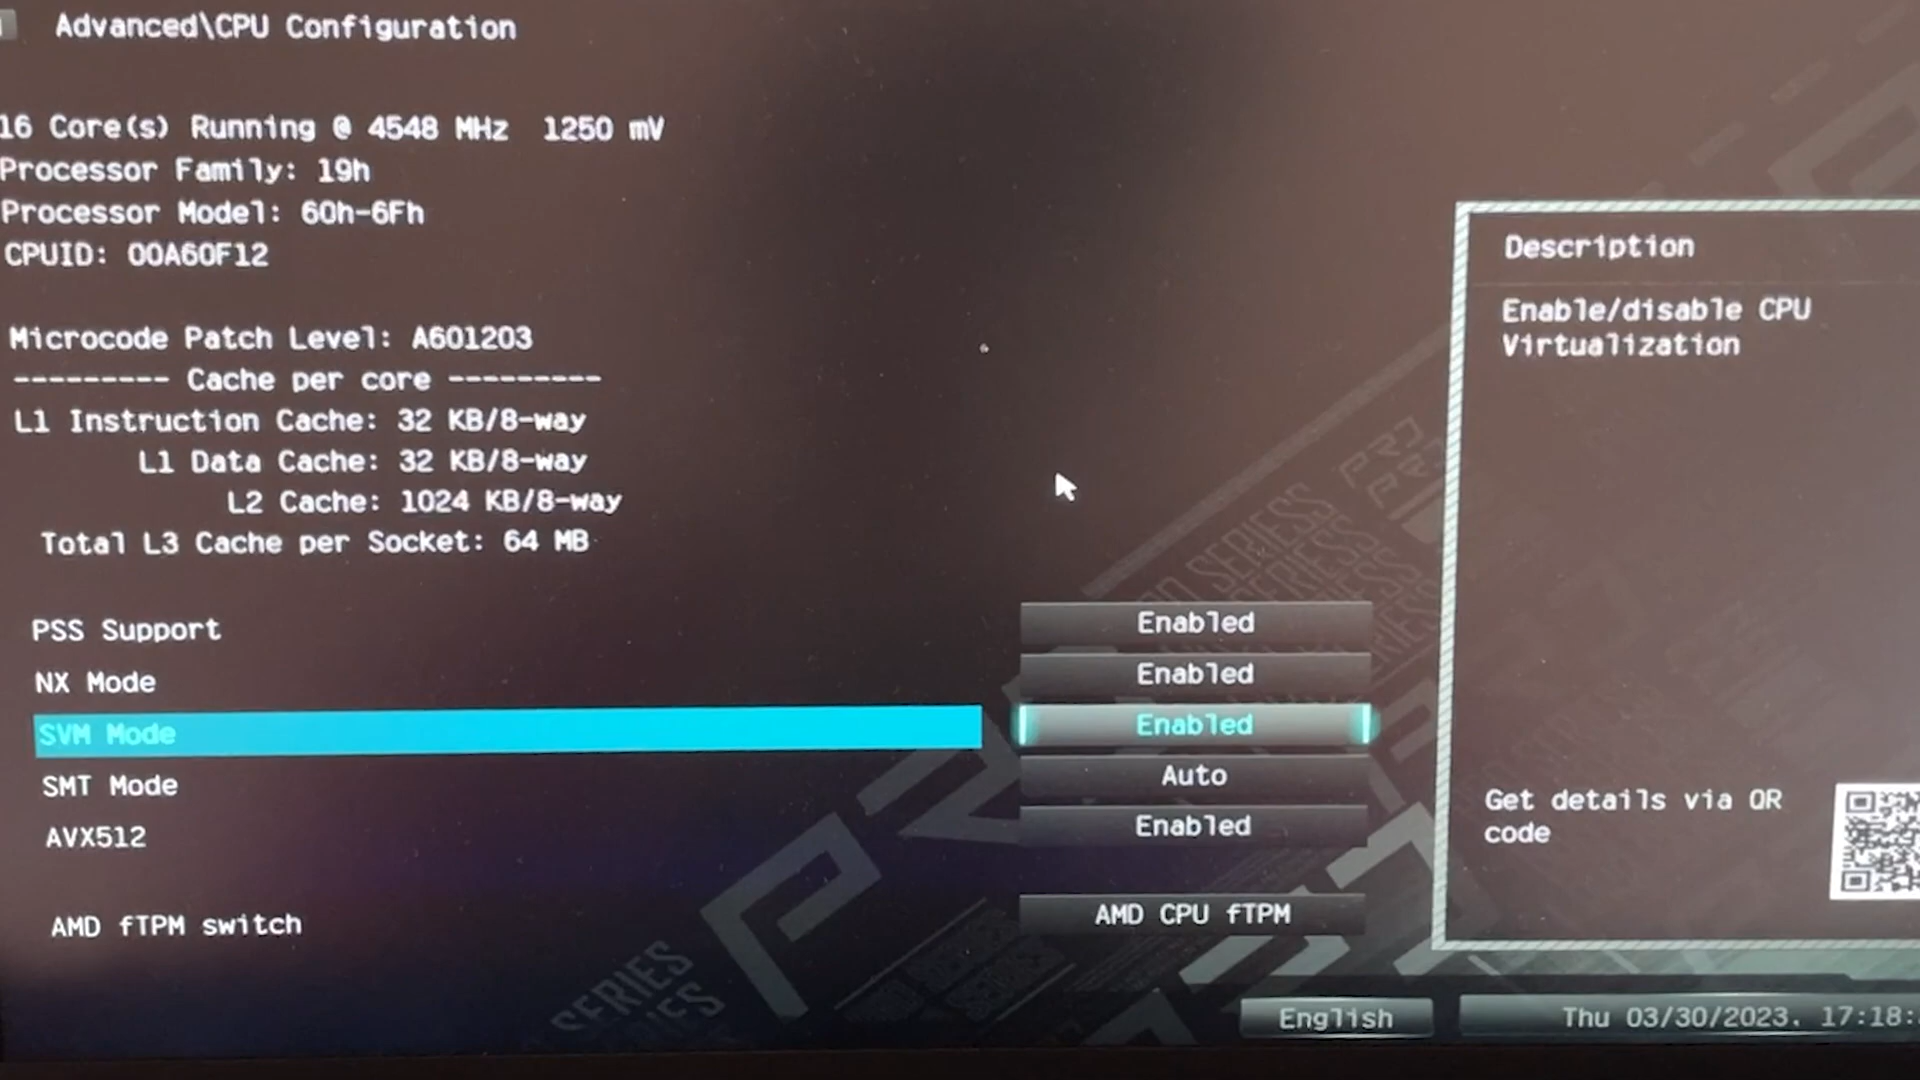 Advanced\CPU Configuration
16 Core(s) Running @ 4548 MHz  1250 mV
Processor Family: 19h
Processor Model: 60h-6Fh
CPUID: 00A60F12
Microcode Patch Level: A601203
--------- Cache per core ---------
L1 Instruction Cache: 32 KB/8-way
L1 Data Cache: 32 KB/8-way
L2 Cache: 1024 KB/8-way
Total L3 Cache per Socket: 64 MB
PSS Support Enabled
NX Mode Enabled
SVM Mode Enabled
SMT Mode Auto
AVX512 Enabled
AMD fTPM switch AMD CPU fTPM
Description
Enable/disable CPU
Virtualization
Get details via QR
code
SERIES
English
Thu 03/30/2023. 17:18: